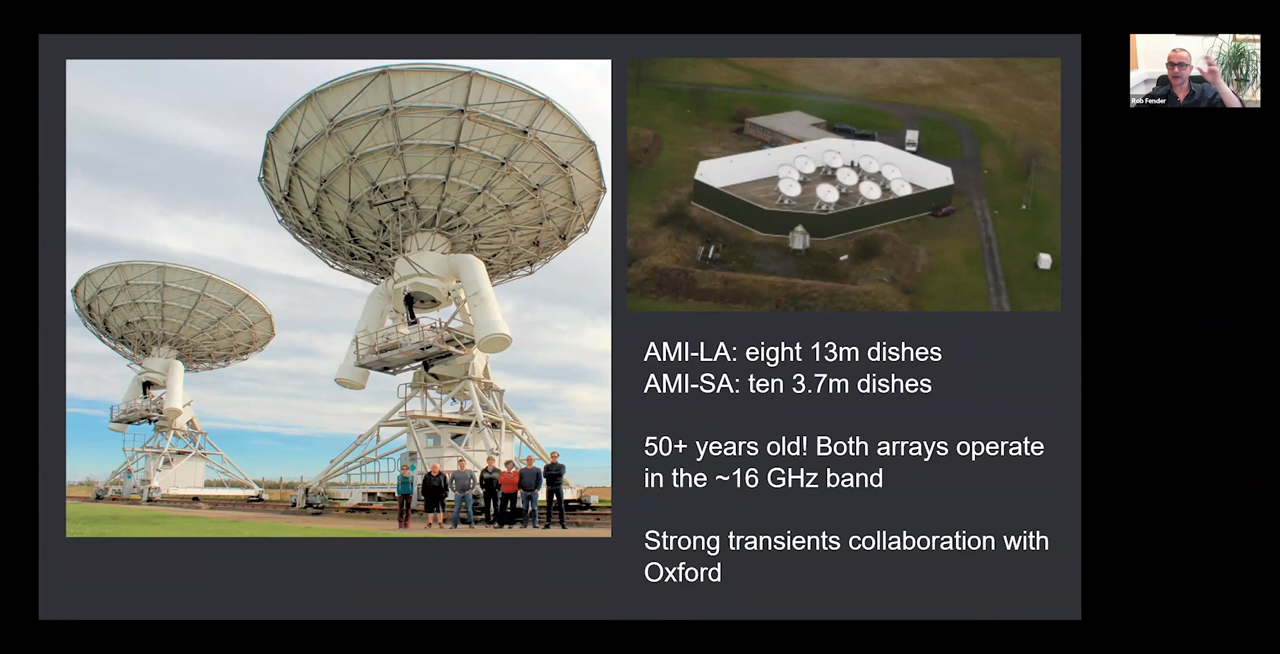 Rob Fender
AMI-LA: eight 13m dishes
AMI-SA: ten 3.7m dishes
50+ years old! Both arrays operate
in the ~16 GHz band
Strong transients collaboration with
Oxford